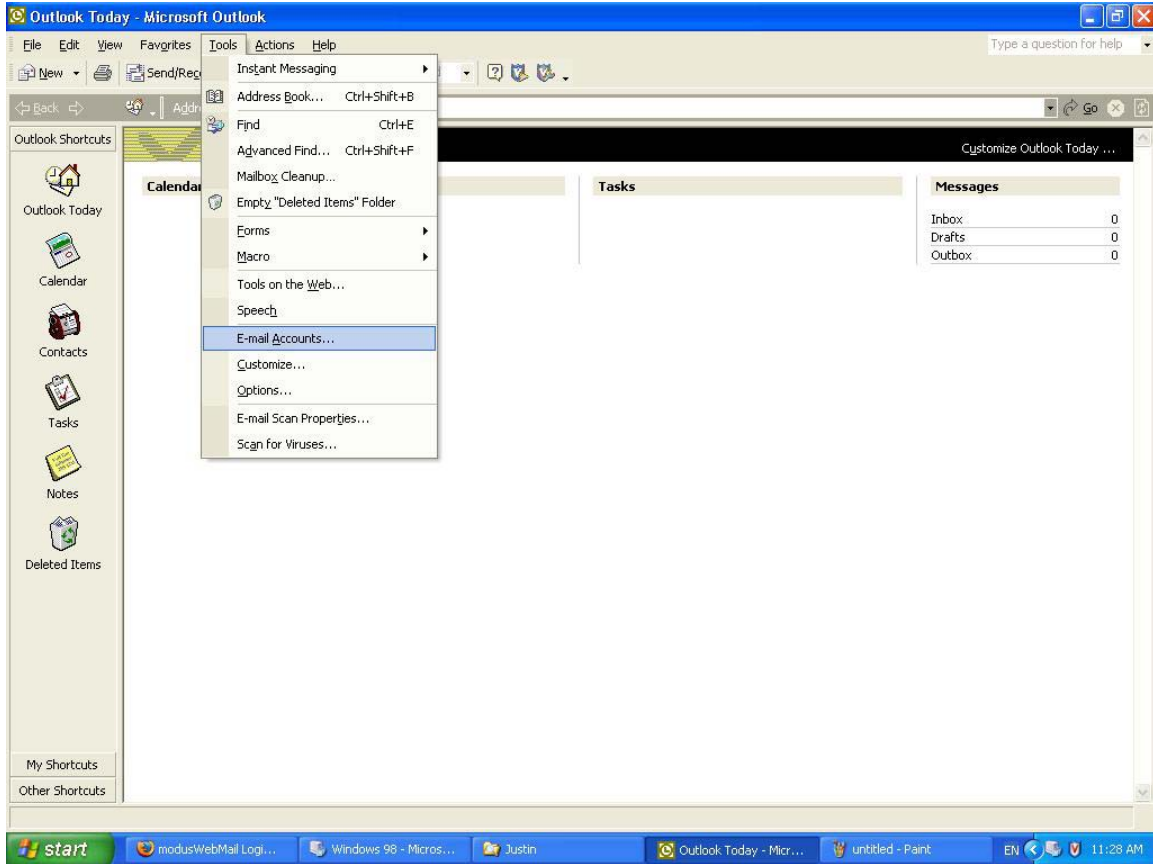 Outlook Today - Microsoft Outlook
File Edit View Favorites Tools Actions Help Type a question for help
New Send/Rec
Back Addr Go
Instant Messaging
Address Book... Ctrl+Shift+B
Find Ctrl+E
Advanced Find... Ctrl+Shift+F
Mailbox Cleanup...
Empty "Deleted Items" Folder
Forms
Macro
Tools on the Web...
Speech
E-mail Accounts...
Customize...
Options...
E-mail Scan Properties...
Scan for Viruses...
Outlook Shortcuts
Outlook Today
Calendar
Contacts
Tasks
Notes
Deleted Items
My Shortcuts
Other Shortcuts
Customize Outlook Today ...
Calendar
Tasks
Messages
Inbox 0
Drafts 0
Outbox 0
start modusWebMail Logi... Windows 98 - Micros... Justin Outlook Today - Micr... untitled - Paint EN 11:28 AM